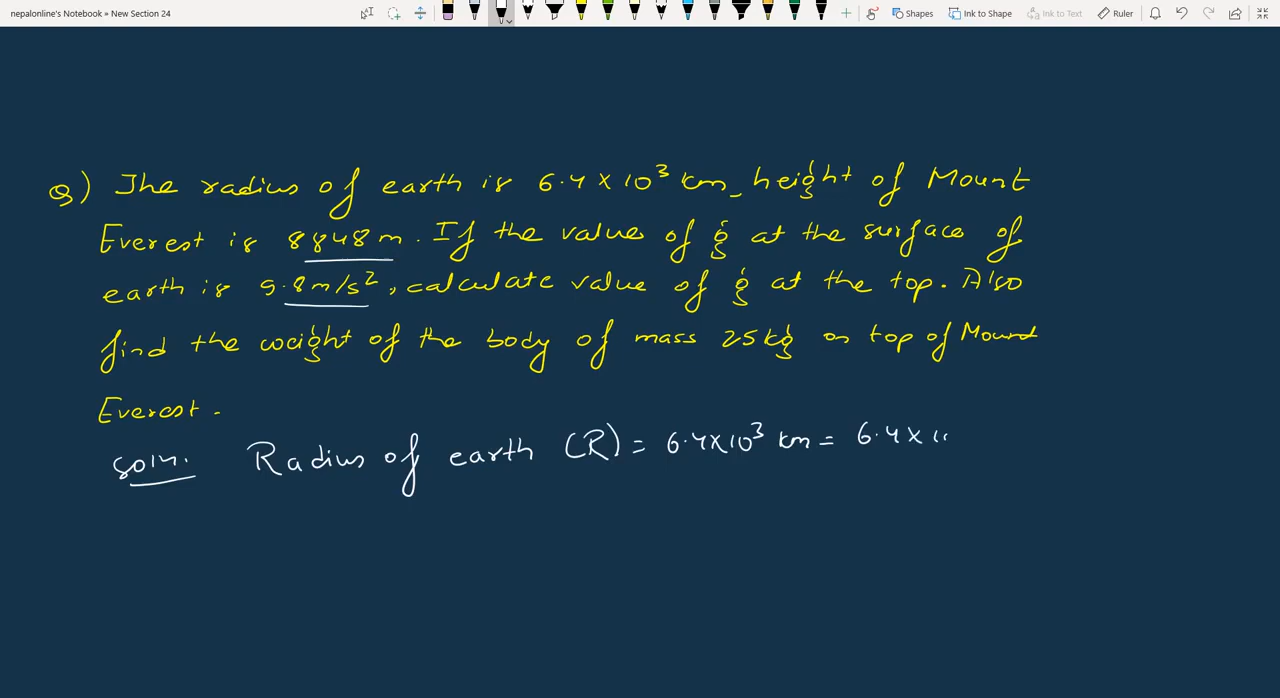 nepalonline's Notebook » New Section 24
Shapes Ink to Shape Ink to Text Ruler
Q) The radius of earth is 6.4 × 10³ km, height of Mount
Everest is 8848 m. If the value of g at the surface of
earth is 9.8 m/s², calculate value of g at the top. Also
find the weight of the body of mass 25 kg on top of Mount
Everest.
Soln. Radius of earth (R) = 6.4 × 10³ km = 6.4 ×